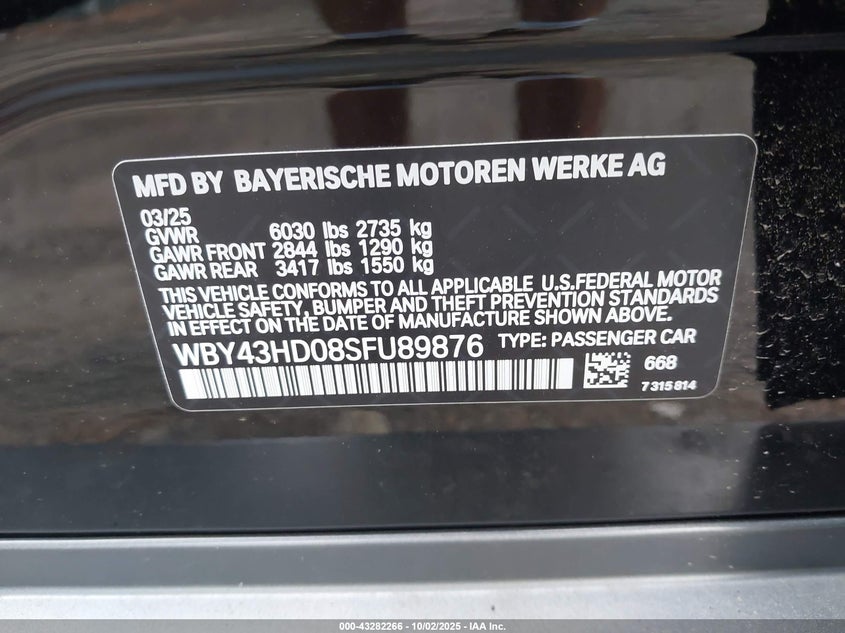 MFD BY BAYERISCHE MOTOREN WERKE AG
03/25
GVWR 6030 lbs 2735 kg
GAWR FRONT 2844 lbs 1290 kg
GAWR REAR 3417 lbs 1550 kg
THIS VEHICLE CONFORMS TO ALL APPLICABLE U.S.FEDERAL MOTOR
VEHICLE SAFETY, BUMPER AND THEFT PREVENTION STANDARDS
IN EFFECT ON THE DATE OF MANUFACTURE SHOWN ABOVE.
WBY43HD08SFU89876 TYPE: PASSENGER CAR
668
7 315 814
000-43282266 - 10/02/2025 - IAA Inc.